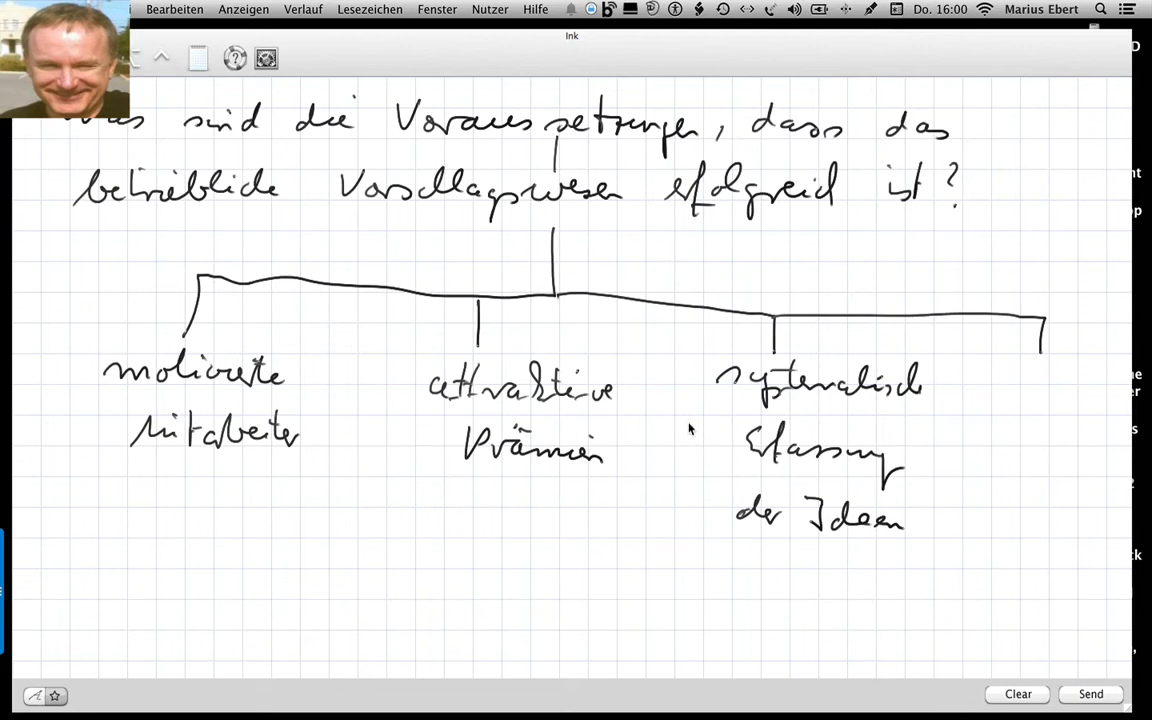 Bearbeiten Anzeigen Verlauf Lesezeichen Fenster Nutzer Hilfe Do. 16:00 Marius Ebert
Ink
sind die Voraussetzungen, dass das
betriebliche Vorschlagswesen erfolgreich ist?
motivierte
Mitarbeiter
attraktive
Prämien
systematische
Erfassung
der Ideen
Clear Send